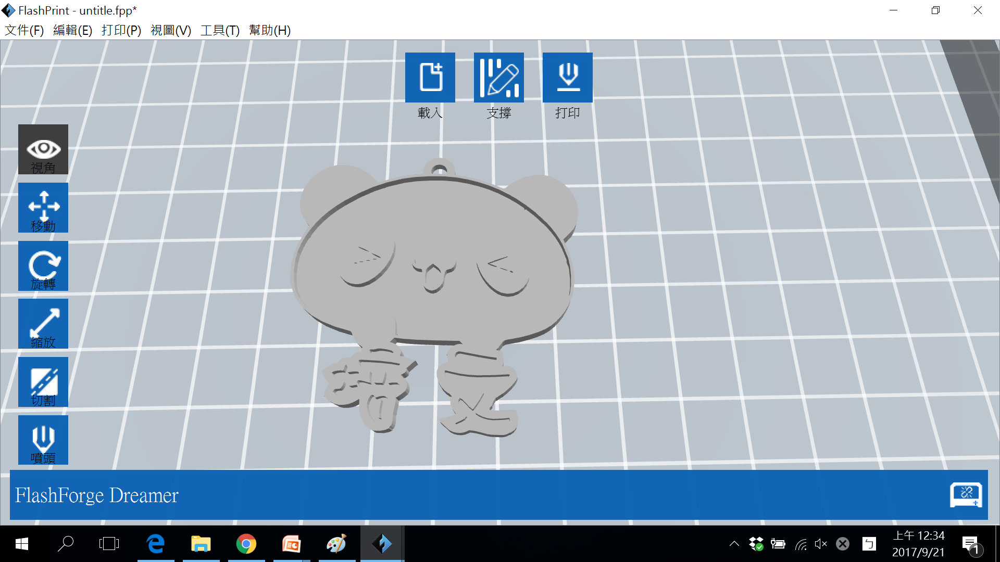 FlashPrint - untitle.fpp*
文件(F) 編輯(E) 打印(P) 視圖(V) 工具(T) 幫助(H)
載入 支撐 打印
視角
移動
旋轉
縮放
切割
噴頭
FlashForge Dreamer
上午 12:34
2017/9/21
1